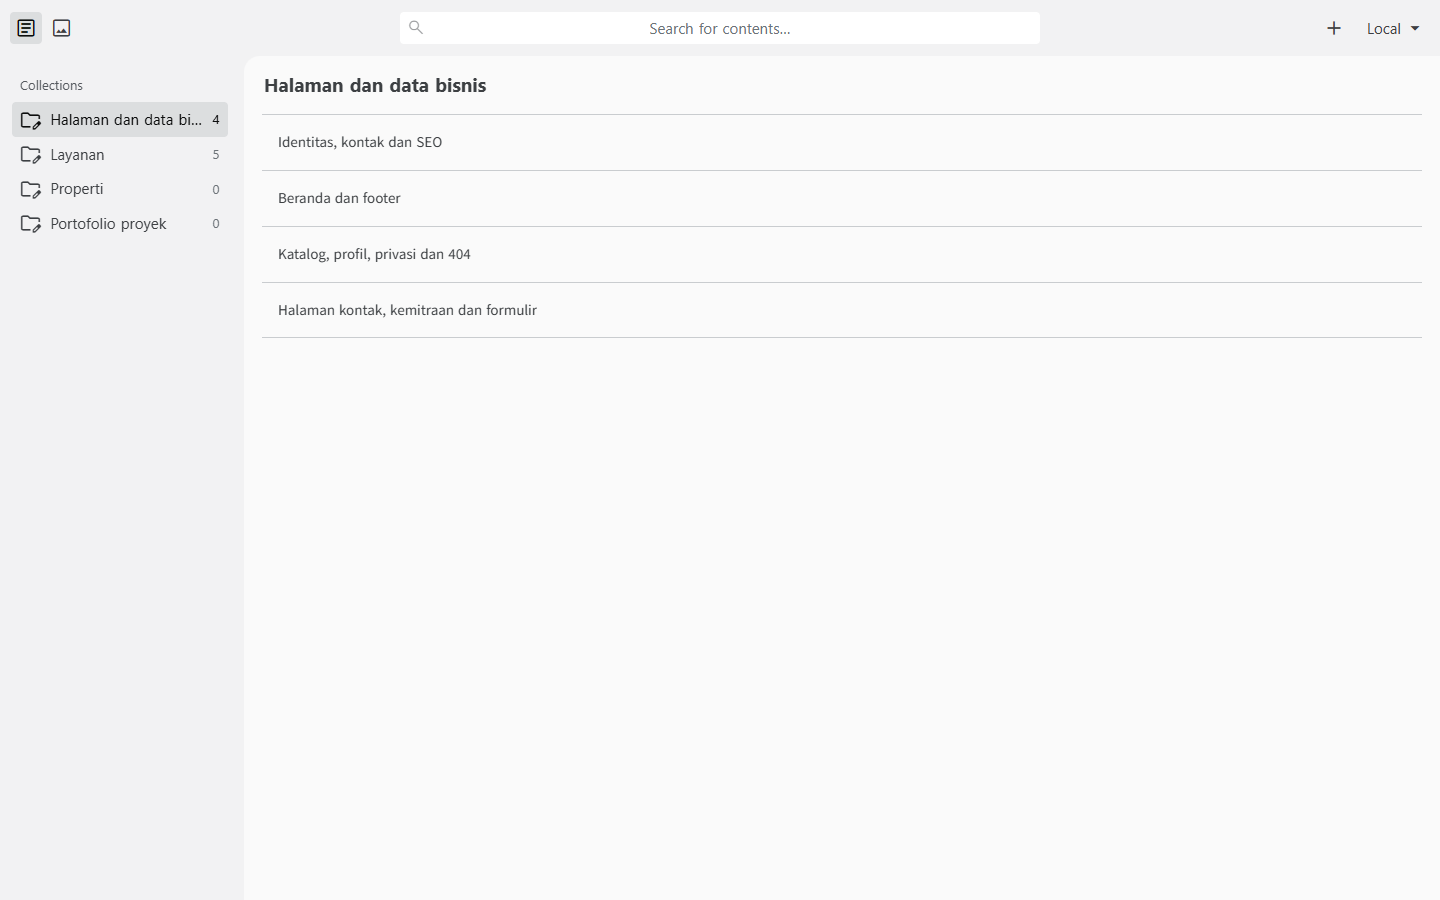 Search for contents...
Local
Collections
Halaman dan data bi... 4
Layanan 5
Properti 0
Portofolio proyek 0
Halaman dan data bisnis
Identitas, kontak dan SEO
Beranda dan footer
Katalog, profil, privasi dan 404
Halaman kontak, kemitraan dan formulir